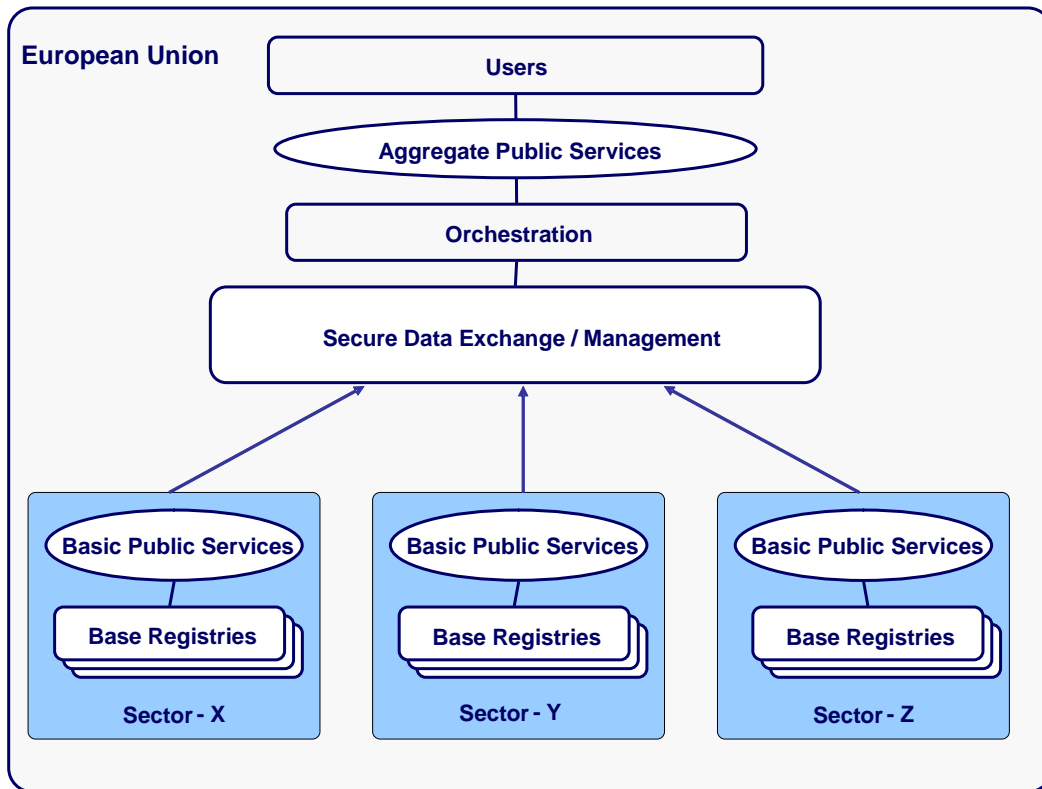 European Union
Users
Aggregate Public Services
Orchestration
Secure Data Exchange / Management
Basic Public Services
Base Registries
Sector - X
Basic Public Services
Base Registries
Sector - Y
Basic Public Services
Base Registries
Sector - Z